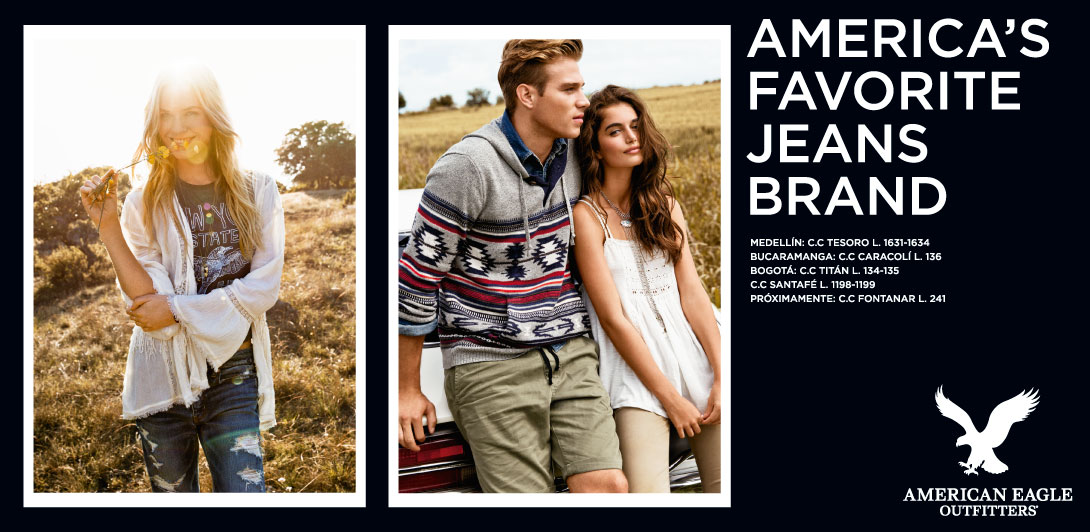 AMERICA'S
FAVORITE
JEANS
BRAND
MEDELLÍN: C.C TESORO L. 1631-1634
BUCARAMANGA: C.C CARACOLÍ L. 136
BOGOTÁ: C.C TITÁN L. 134-135
C.C SANTAFÉ L. 1198-1199
PRÓXIMAMENTE: C.C FONTANAR L. 241
STATE
AMERICAN EAGLE
OUTFITTERS